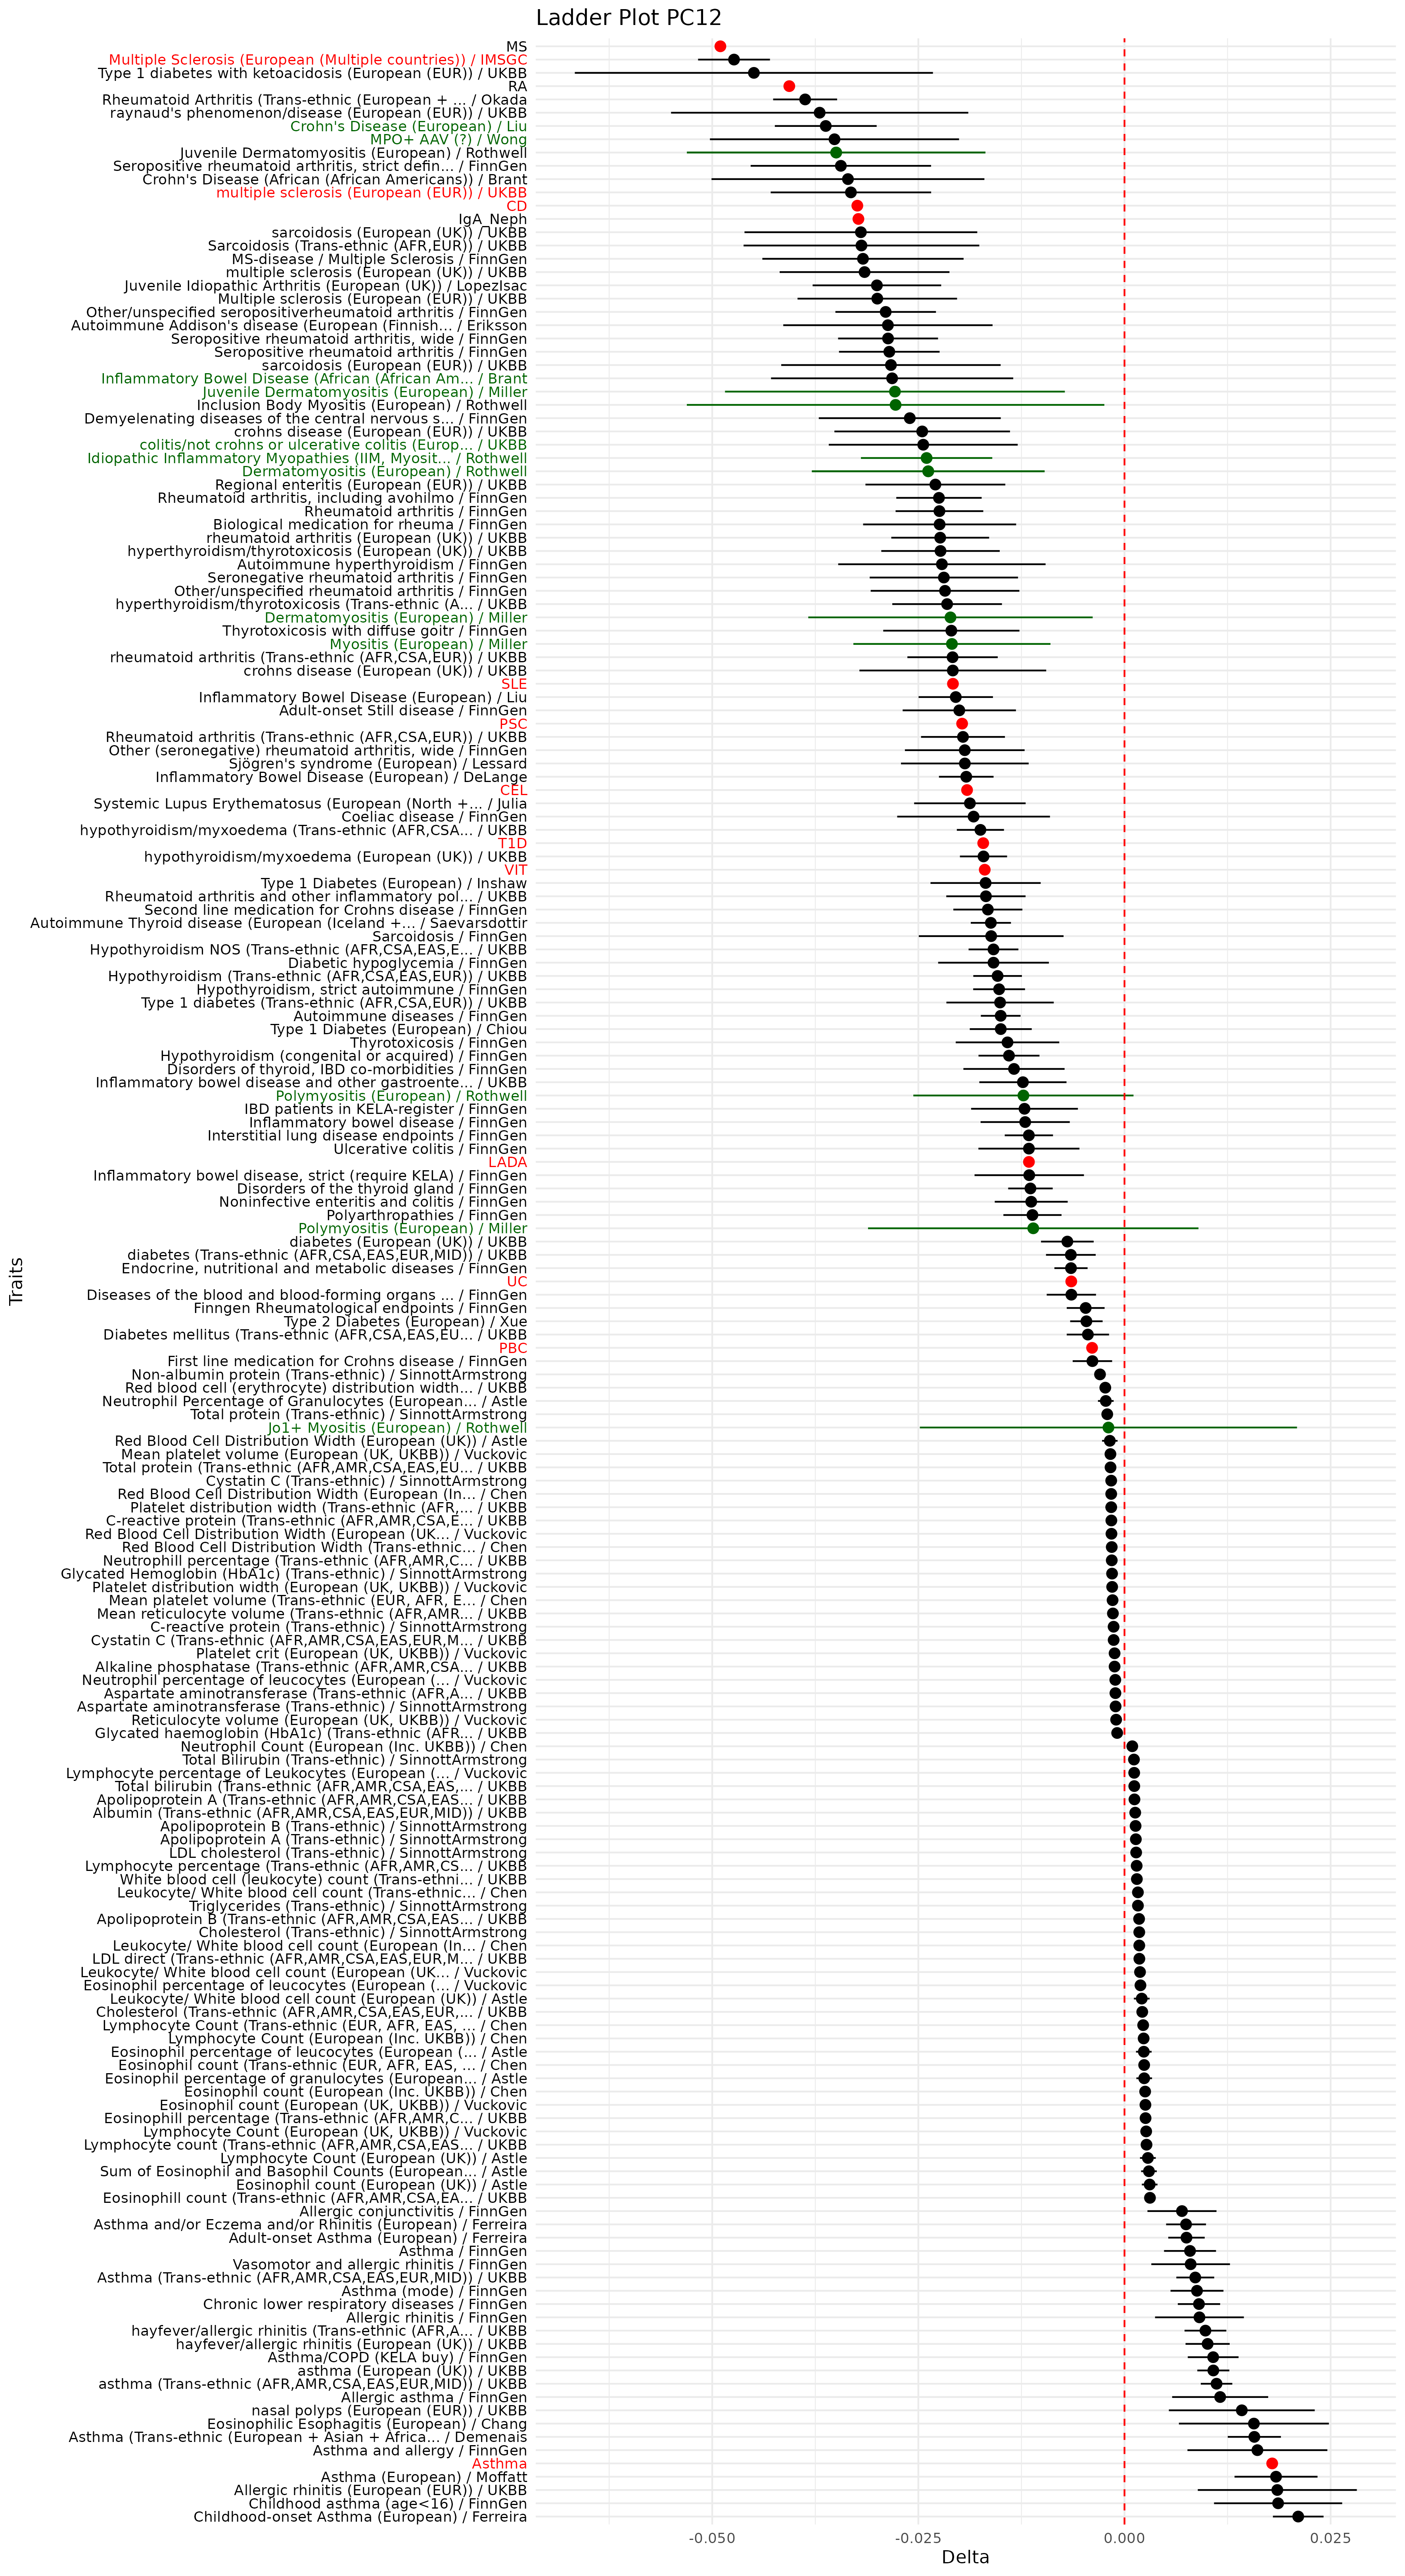 Ladder Plot PC12
MS
Multiple Sclerosis (European (Multiple countries)) / IMSGC
Type 1 diabetes with ketoacidosis (European (EUR)) / UKBB
RA
Rheumatoid Arthritis (Trans-ethnic (European + ... / Okada
raynaud's phenomenon/disease (European (EUR)) / UKBB
Crohn's Disease (European) / Liu
MPO+ AAV (?) / Wong
Juvenile Dermatomyositis (European) / Rothwell
Seropositive rheumatoid arthritis, strict defin... / FinnGen
Crohn's Disease (African (African Americans)) / Brant
multiple sclerosis (European (EUR)) / UKBB
CD
IgA_Neph
sarcoidosis (European (UK)) / UKBB
Sarcoidosis (Trans-ethnic (AFR,EUR)) / UKBB
MS-disease / Multiple Sclerosis / FinnGen
multiple sclerosis (European (UK)) / UKBB
Juvenile Idiopathic Arthritis (European (UK)) / LopezIsac
Multiple sclerosis (European (EUR)) / UKBB
Other/unspecified seropositiverheumatoid arthritis / FinnGen
Autoimmune Addison's disease (European (Finnish... / Eriksson
Seropositive rheumatoid arthritis, wide / FinnGen
Seropositive rheumatoid arthritis / FinnGen
sarcoidosis (European (EUR)) / UKBB
Inflammatory Bowel Disease (African (African Am... / Brant
Juvenile Dermatomyositis (European) / Miller
Inclusion Body Myositis (European) / Rothwell
Demyelenating diseases of the central nervous s... / FinnGen
crohns disease (European (EUR)) / UKBB
colitis/not crohns or ulcerative colitis (Europ... / UKBB
Idiopathic Inflammatory Myopathies (IIM, Myosit... / Rothwell
Dermatomyositis (European) / Rothwell
Regional enteritis (European (EUR)) / UKBB
Rheumatoid arthritis, including avohilmo / FinnGen
Rheumatoid arthritis / FinnGen
Biological medication for rheuma / FinnGen
rheumatoid arthritis (European (UK)) / UKBB
hyperthyroidism/thyrotoxicosis (European (UK)) / UKBB
Autoimmune hyperthyroidism / FinnGen
Seronegative rheumatoid arthritis / FinnGen
Other/unspecified rheumatoid arthritis / FinnGen
hyperthyroidism/thyrotoxicosis (Trans-ethnic (A... / UKBB
Dermatomyositis (European) / Miller
Thyrotoxicosis with diffuse goitr / FinnGen
Myositis (European) / Miller
rheumatoid arthritis (Trans-ethnic (AFR,CSA,EUR)) / UKBB
crohns disease (European (UK)) / UKBB
SLE
Inflammatory Bowel Disease (European) / Liu
Adult-onset Still disease / FinnGen
PSC
Rheumatoid arthritis (Trans-ethnic (AFR,CSA,EUR)) / UKBB
Other (seronegative) rheumatoid arthritis, wide / FinnGen
Sjögren's syndrome (European) / Lessard
Inflammatory Bowel Disease (European) / DeLange
CEL
Systemic Lupus Erythematosus (European (North +... / Julia
Coeliac disease / FinnGen
hypothyroidism/myxoedema (Trans-ethnic (AFR,CSA... / UKBB
T1D
hypothyroidism/myxoedema (European (UK)) / UKBB
VIT
Type 1 Diabetes (European) / Inshaw
Rheumatoid arthritis and other inflammatory pol... / UKBB
Second line medication for Crohns disease / FinnGen
Autoimmune Thyroid disease (European (Iceland +... / Saevarsdottir
Sarcoidosis / FinnGen
Hypothyroidism NOS (Trans-ethnic (AFR,CSA,EAS,E... / UKBB
Diabetic hypoglycemia / FinnGen
Hypothyroidism (Trans-ethnic (AFR,CSA,EAS,EUR)) / UKBB
Hypothyroidism, strict autoimmune / FinnGen
Type 1 diabetes (Trans-ethnic (AFR,CSA,EUR)) / UKBB
Autoimmune diseases / FinnGen
Type 1 Diabetes (European) / Chiou
Thyrotoxicosis / FinnGen
Hypothyroidism (congenital or acquired) / FinnGen
Disorders of thyroid, IBD co-morbidities / FinnGen
Inflammatory bowel disease and other gastroente... / UKBB
Polymyositis (European) / Rothwell
IBD patients in KELA-register / FinnGen
Inflammatory bowel disease / FinnGen
Interstitial lung disease endpoints / FinnGen
Ulcerative colitis / FinnGen
LADA
Inflammatory bowel disease, strict (require KELA) / FinnGen
Disorders of the thyroid gland / FinnGen
Noninfective enteritis and colitis / FinnGen
Polyarthropathies / FinnGen
Polymyositis (European) / Miller
diabetes (European (UK)) / UKBB
diabetes (Trans-ethnic (AFR,CSA,EAS,EUR,MID)) / UKBB
Endocrine, nutritional and metabolic diseases / FinnGen
UC
Diseases of the blood and blood-forming organs ... / FinnGen
Finngen Rheumatological endpoints / FinnGen
Type 2 Diabetes (European) / Xue
Diabetes mellitus (Trans-ethnic (AFR,CSA,EAS,EU... / UKBB
PBC
First line medication for Crohns disease / FinnGen
Non-albumin protein (Trans-ethnic) / SinnottArmstrong
Red blood cell (erythrocyte) distribution width... / UKBB
Neutrophil Percentage of Granulocytes (European... / Astle
Total protein (Trans-ethnic) / SinnottArmstrong
Jo1+ Myositis (European) / Rothwell
Red Blood Cell Distribution Width (European (UK)) / Astle
Mean platelet volume (European (UK, UKBB)) / Vuckovic
Total protein (Trans-ethnic (AFR,AMR,CSA,EAS,EU... / UKBB
Cystatin C (Trans-ethnic) / SinnottArmstrong
Red Blood Cell Distribution Width (European (In... / Chen
Platelet distribution width (Trans-ethnic (AFR,... / UKBB
C-reactive protein (Trans-ethnic (AFR,AMR,CSA,E... / UKBB
Red Blood Cell Distribution Width (European (UK... / Vuckovic
Red Blood Cell Distribution Width (Trans-ethnic... / Chen
Neutrophill percentage (Trans-ethnic (AFR,AMR,C... / UKBB
Glycated Hemoglobin (HbA1c) (Trans-ethnic) / SinnottArmstrong
Platelet distribution width (European (UK, UKBB)) / Vuckovic
Mean platelet volume (Trans-ethnic (EUR, AFR, E... / Chen
Mean reticulocyte volume (Trans-ethnic (AFR,AMR... / UKBB
C-reactive protein (Trans-ethnic) / SinnottArmstrong
Cystatin C (Trans-ethnic (AFR,AMR,CSA,EAS,EUR,M... / UKBB
Platelet crit (European (UK, UKBB)) / Vuckovic
Alkaline phosphatase (Trans-ethnic (AFR,AMR,CSA... / UKBB
Neutrophil percentage of leucocytes (European (... / Vuckovic
Aspartate aminotransferase (Trans-ethnic (AFR,A... / UKBB
Aspartate aminotransferase (Trans-ethnic) / SinnottArmstrong
Reticulocyte volume (European (UK, UKBB)) / Vuckovic
Glycated haemoglobin (HbA1c) (Trans-ethnic (AFR... / UKBB
Neutrophil Count (European (Inc. UKBB)) / Chen
Total Bilirubin (Trans-ethnic) / SinnottArmstrong
Lymphocyte percentage of Leukocytes (European (... / Vuckovic
Total bilirubin (Trans-ethnic (AFR,AMR,CSA,EAS,... / UKBB
Apolipoprotein A (Trans-ethnic (AFR,AMR,CSA,EAS... / UKBB
Albumin (Trans-ethnic (AFR,AMR,CSA,EAS,EUR,MID)) / UKBB
Apolipoprotein B (Trans-ethnic) / SinnottArmstrong
Apolipoprotein A (Trans-ethnic) / SinnottArmstrong
LDL cholesterol (Trans-ethnic) / SinnottArmstrong
Lymphocyte percentage (Trans-ethnic (AFR,AMR,CS... / UKBB
White blood cell (leukocyte) count (Trans-ethni... / UKBB
Leukocyte/ White blood cell count (Trans-ethnic... / Chen
Triglycerides (Trans-ethnic) / SinnottArmstrong
Apolipoprotein B (Trans-ethnic (AFR,AMR,CSA,EAS... / UKBB
Cholesterol (Trans-ethnic) / SinnottArmstrong
Leukocyte/ White blood cell count (European (In... / Chen
LDL direct (Trans-ethnic (AFR,AMR,CSA,EAS,EUR,M... / UKBB
Leukocyte/ White blood cell count (European (UK... / Vuckovic
Eosinophil percentage of leucocytes (European (... / Vuckovic
Leukocyte/ White blood cell count (European (UK)) / Astle
Cholesterol (Trans-ethnic (AFR,AMR,CSA,EAS,EUR,... / UKBB
Lymphocyte Count (Trans-ethnic (EUR, AFR, EAS, ... / Chen
Lymphocyte Count (European (Inc. UKBB)) / Chen
Eosinophil percentage of leucocytes (European (... / Astle
Eosinophil count (Trans-ethnic (EUR, AFR, EAS, ... / Chen
Eosinophil percentage of granulocytes (European... / Astle
Eosinophil count (European (Inc. UKBB)) / Chen
Eosinophil count (European (UK, UKBB)) / Vuckovic
Eosinophill percentage (Trans-ethnic (AFR,AMR,C... / UKBB
Lymphocyte Count (European (UK, UKBB)) / Vuckovic
Lymphocyte count (Trans-ethnic (AFR,AMR,CSA,EAS... / UKBB
Lymphocyte Count (European (UK)) / Astle
Sum of Eosinophil and Basophil Counts (European... / Astle
Eosinophil count (European (UK)) / Astle
Eosinophill count (Trans-ethnic (AFR,AMR,CSA,EA... / UKBB
Allergic conjunctivitis / FinnGen
Asthma and/or Eczema and/or Rhinitis (European) / Ferreira
Adult-onset Asthma (European) / Ferreira
Asthma / FinnGen
Vasomotor and allergic rhinitis / FinnGen
Asthma (Trans-ethnic (AFR,AMR,CSA,EAS,EUR,MID)) / UKBB
Asthma (mode) / FinnGen
Chronic lower respiratory diseases / FinnGen
Allergic rhinitis / FinnGen
hayfever/allergic rhinitis (Trans-ethnic (AFR,A... / UKBB
hayfever/allergic rhinitis (European (UK)) / UKBB
Asthma/COPD (KELA buy) / FinnGen
asthma (European (UK)) / UKBB
asthma (Trans-ethnic (AFR,AMR,CSA,EAS,EUR,MID)) / UKBB
Allergic asthma / FinnGen
nasal polyps (European (EUR)) / UKBB
Eosinophilic Esophagitis (European) / Chang
Asthma (Trans-ethnic (European + Asian + Africa... / Demenais
Asthma and allergy / FinnGen
Asthma
Asthma (European) / Moffatt
Allergic rhinitis (European (EUR)) / UKBB
Childhood asthma (age<16) / FinnGen
Childhood-onset Asthma (European) / Ferreira
Traits
-0.050 -0.025 0.000 0.025
Delta